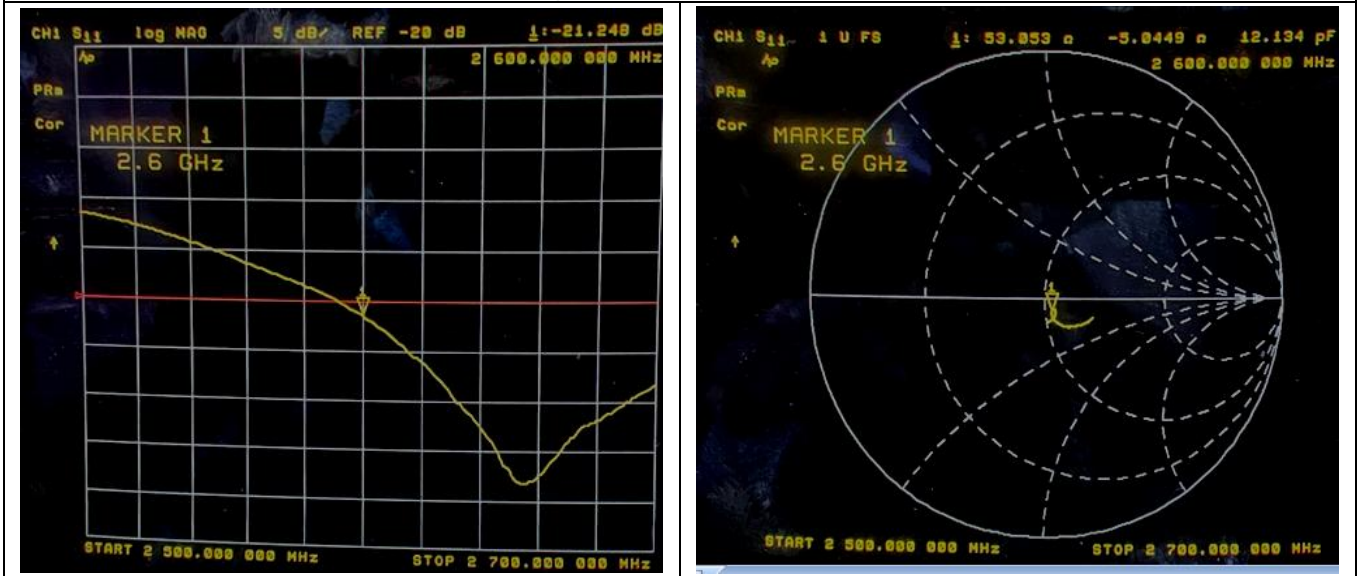 CH1 S11 log MAG 5 dB/ REF -20 dB 1:-21.248 dB
2 600.000 000 MHz
PRm
Cor
MARKER 1
2.6 GHz
START 2 500.000 000 MHz STOP 2 700.000 000 MHz
CH1 S11 1 U FS 1: 53.053 Ω -5.0449 Ω 12.134 pF
2 600.000 000 MHz
PRm
Cor
MARKER 1
2.6 GHz
START 2 500.000 000 MHz STOP 2 700.000 000 MHz